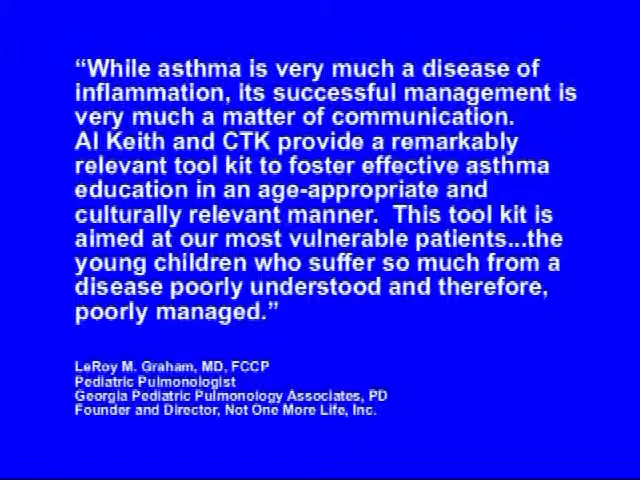 “While asthma is very much a disease of
inflammation, its successful management is
very much a matter of communication.
Al Keith and CTK provide a remarkably
relevant tool kit to foster effective asthma
education in an age-appropriate and
culturally relevant manner.  This tool kit is
aimed at our most vulnerable patients...the
young children who suffer so much from a
disease poorly understood and therefore,
poorly managed.”
LeRoy M. Graham, MD, FCCP
Pediatric Pulmonologist
Georgia Pediatric Pulmonology Associates, PD
Founder and Director, Not One More Life, Inc.